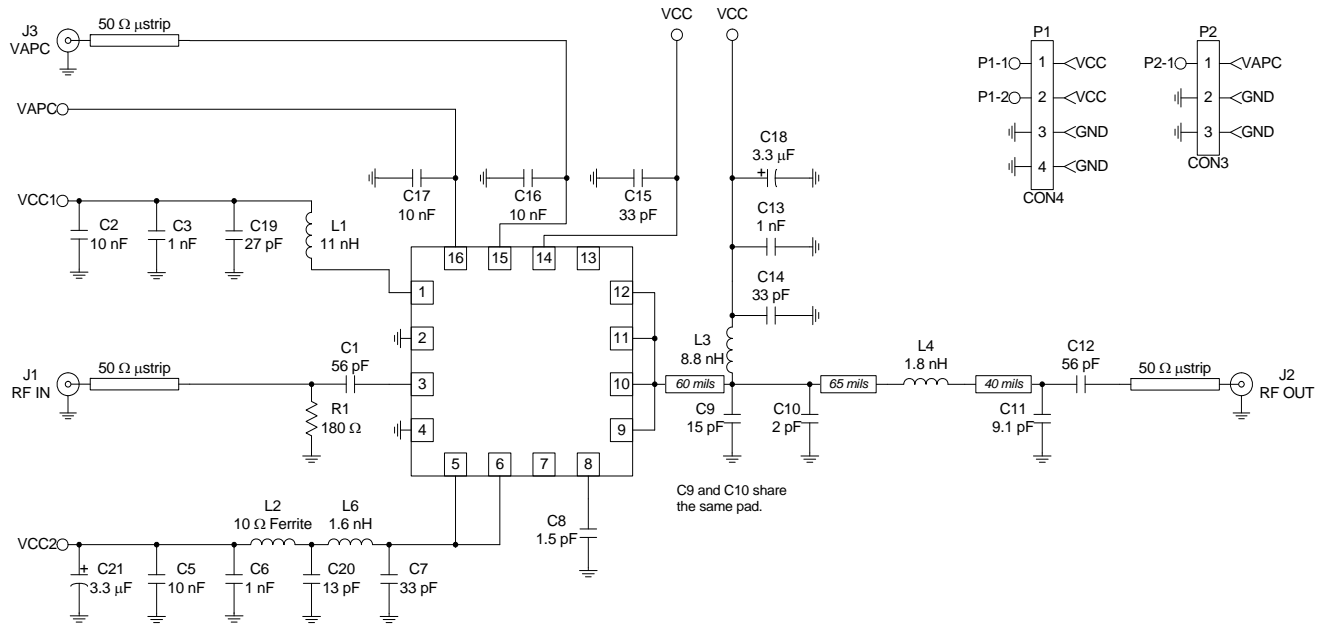 J3
VAPC
50 Ω µstrip
VCC
VCC
P1
P1-1
1
VCC
P1-2
2
VCC
3
GND
4
GND
CON4
P2
P2-1
1
VAPC
2
GND
3
GND
CON3
VAPC
C17
10 nF
C16
10 nF
C15
33 pF
C18
3.3 µF
+
C13
1 nF
C14
33 pF
VCC1
C2
10 nF
C3
1 nF
C19
27 pF
L1
11 nH
16
15
14
13
1
2
3
4
12
11
10
9
5
6
7
8
J1
RF IN
50 Ω µstrip
C1
56 pF
R1
180 Ω
L3
8.8 nH
60 mils
C9
15 pF
C10
2 pF
65 mils
L4
1.8 nH
40 mils
C11
9.1 pF
C12
56 pF
50 Ω µstrip
J2
RF OUT
C9 and C10 share
the same pad.
C8
1.5 pF
VCC2
L2
10 Ω Ferrite
L6
1.6 nH
+
C21
3.3 µF
C5
10 nF
C6
1 nF
C20
13 pF
C7
33 pF